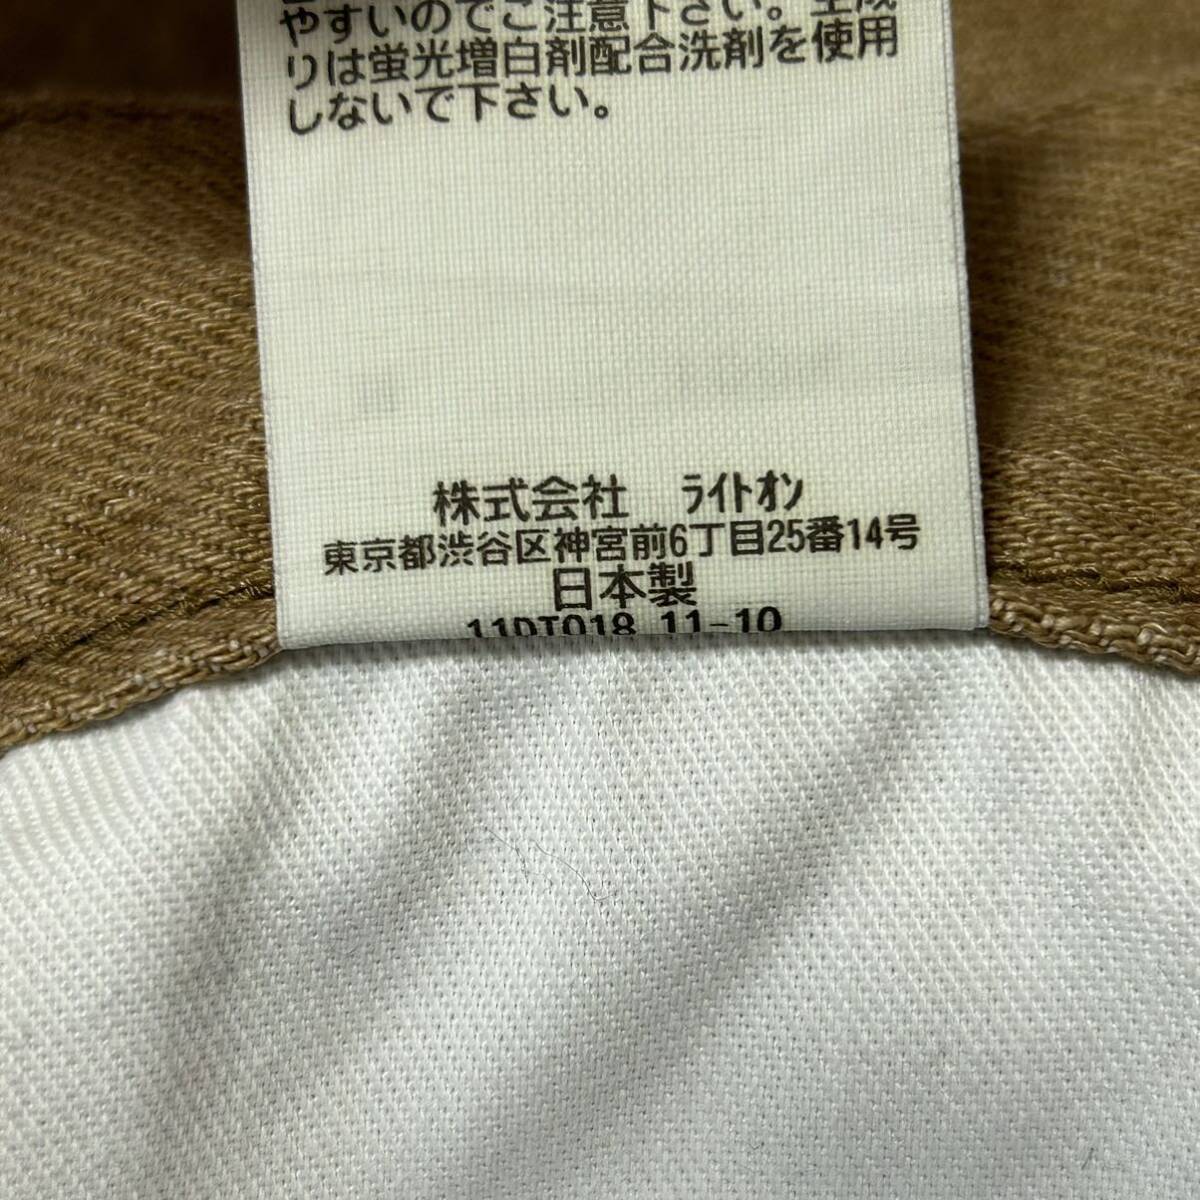 やすいのでご注意下さい。生成
りは蛍光増白剤配合洗剤を使用
しないで下さい。
株式会社 ﾗｲﾄｵﾝ
東京都渋谷区神宮前6丁目25番14号
日本製
11DT018 11-10